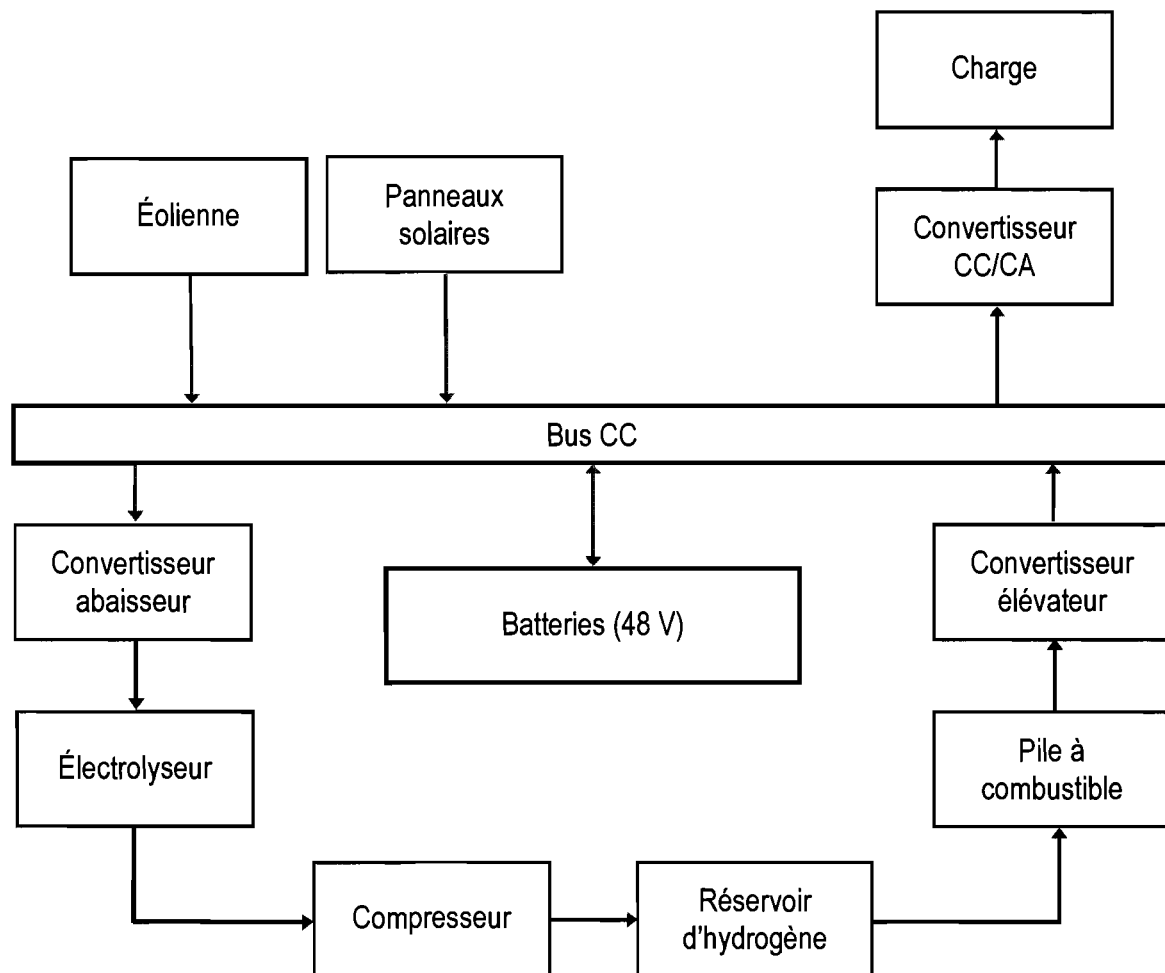 Charge
Éolienne
Panneaux
solaires
Convertisseur
CC/CA
Bus CC
Convertisseur
abaisseur
Batteries (48 V)
Convertisseur
élévateur
Électrolyseur
Pile à
combustible
Compresseur
Réservoir
d'hydrogène